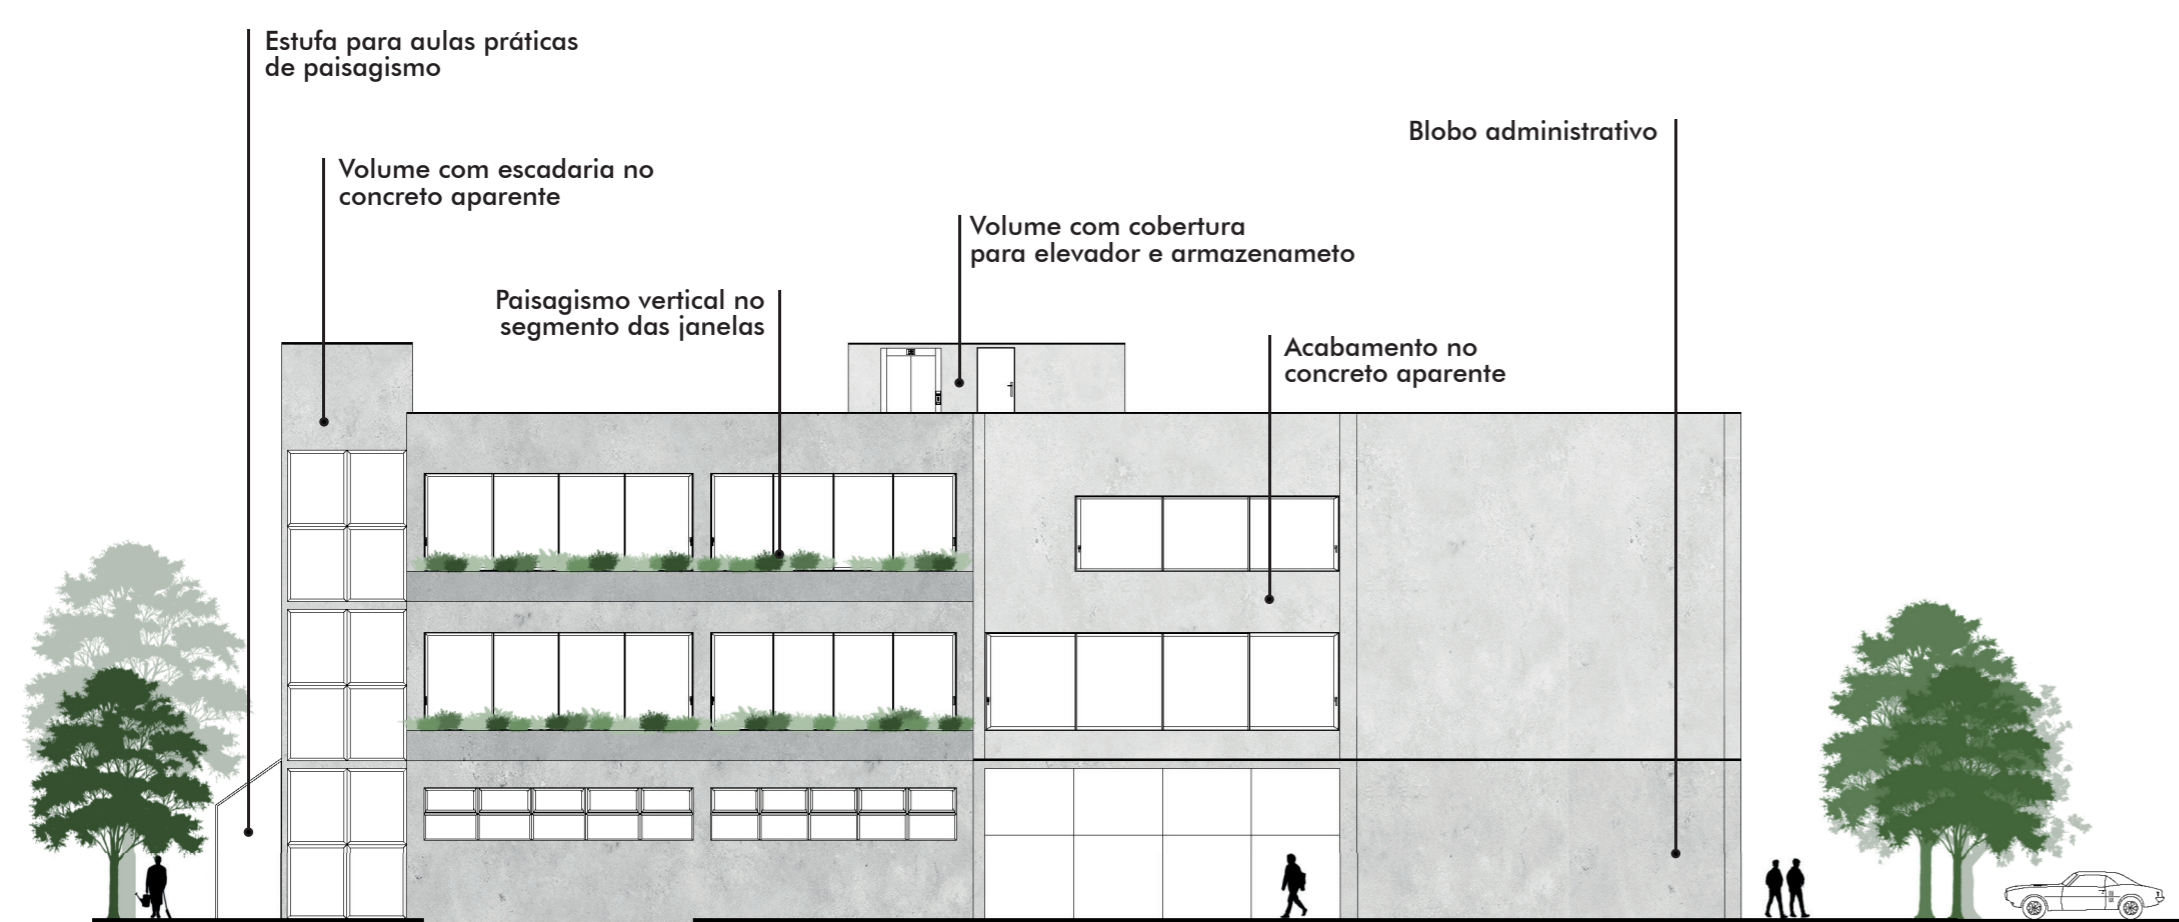 Estufa para aulas práticas
de paisagismo
Volume com escadaria no
concreto aparente
Paisagismo vertical no
segmento das janelas
Volume com cobertura
para elevador e armazenameto
Acabamento no
concreto aparente
Blobo administrativo